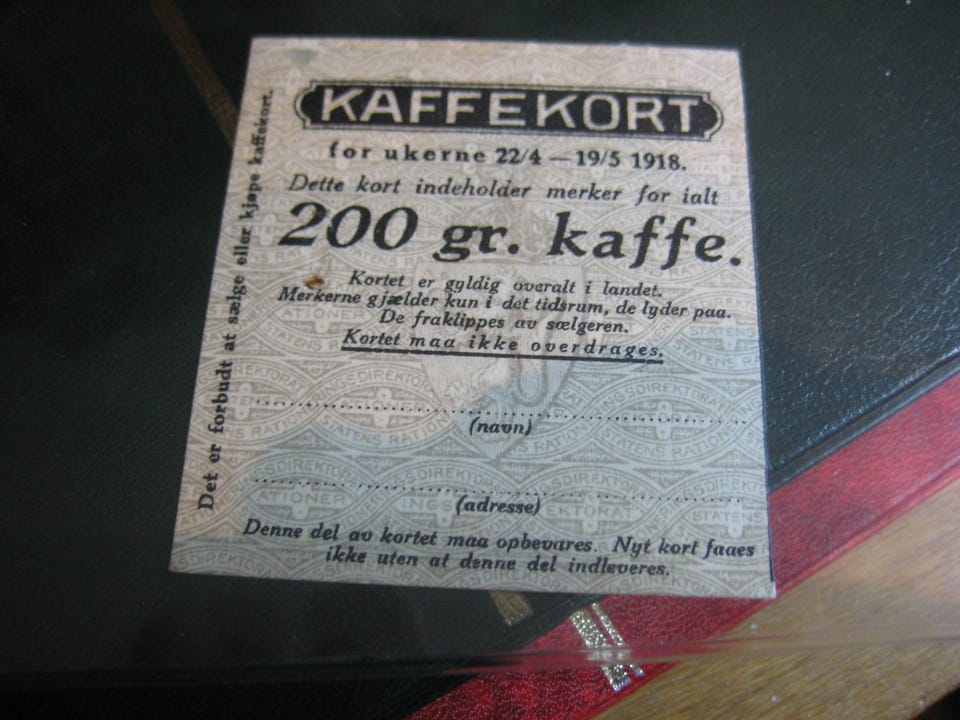 KAFFEKORT
for ukerne 22/4 — 19/5 1918.
Dette kort indeholder merker for ialt
200 gr. kaffe.
Kortet er gyldig overalt i landet.
Merkerne gjælder kun i det tidsrum, de lyder paa.
De fraklippes av sælgeren.
Kortet maa ikke overdrages.
(navn)
(adresse)
Denne del av kortet maa opbevares. Nyt kort faaes
ikke uten at denne del indleveres.
Det er forbudt at sælge eller kjøpe kaffekort.